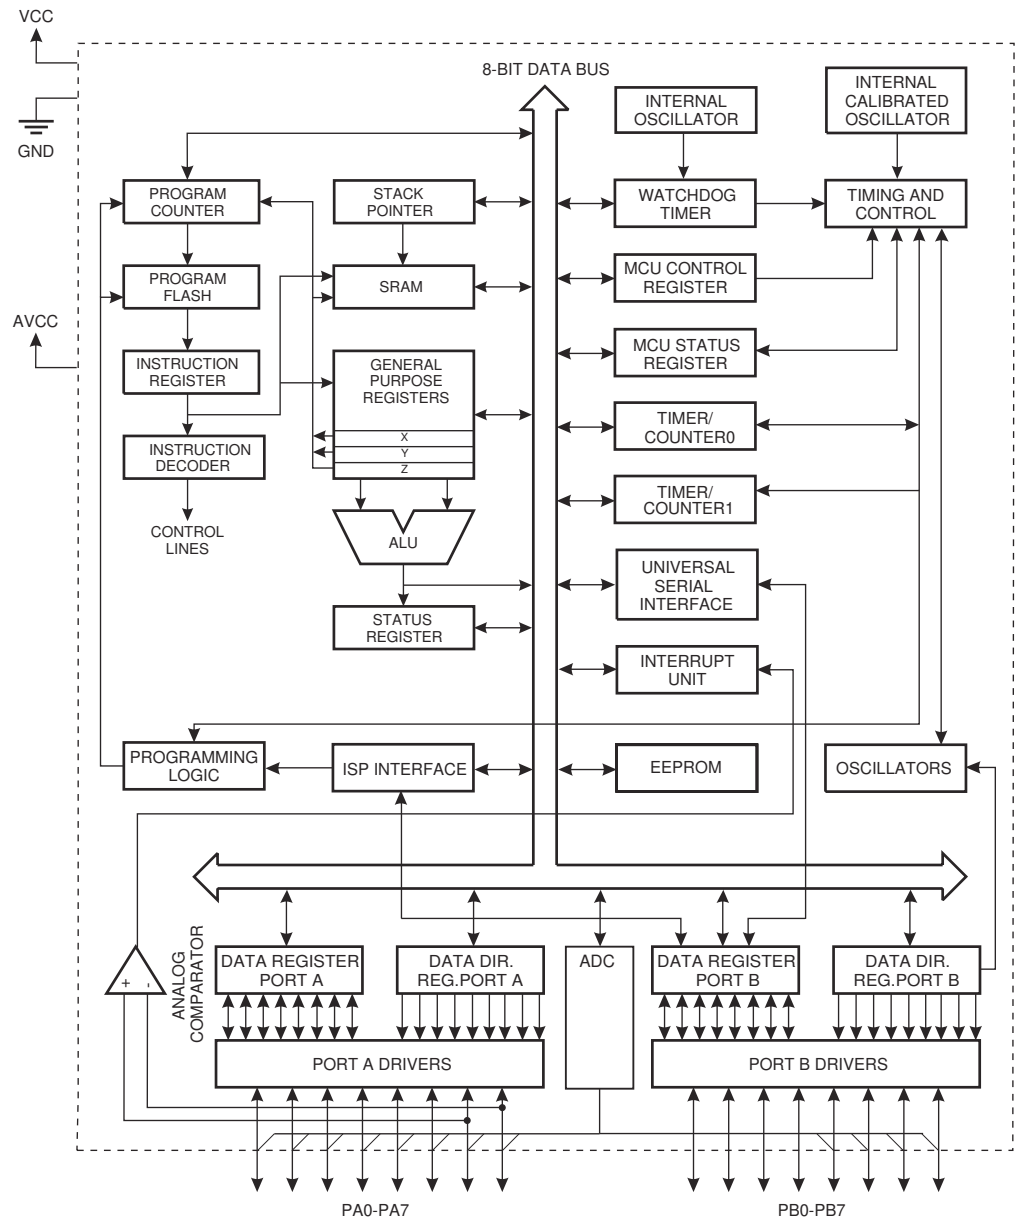 VCC
GND
AVCC
8-BIT DATA BUS
INTERNAL
OSCILLATOR
INTERNAL
CALIBRATED
OSCILLATOR
PROGRAM
COUNTER
STACK
POINTER
WATCHDOG
TIMER
TIMING AND
CONTROL
PROGRAM
FLASH
SRAM
MCU CONTROL
REGISTER
INSTRUCTION
REGISTER
GENERAL
PURPOSE
REGISTERS
X
Y
Z
MCU STATUS
REGISTER
INSTRUCTION
DECODER
TIMER/
COUNTER0
CONTROL
LINES
ALU
TIMER/
COUNTER1
STATUS
REGISTER
UNIVERSAL
SERIAL
INTERFACE
INTERRUPT
UNIT
PROGRAMMING
LOGIC
ISP INTERFACE
EEPROM
OSCILLATORS
+
-
ANALOG
COMPARATOR
DATA REGISTER
PORT A
DATA DIR.
REG.PORT A
ADC
DATA REGISTER
PORT B
DATA DIR.
REG.PORT B
PORT A DRIVERS
PORT B DRIVERS
PA0-PA7
PB0-PB7